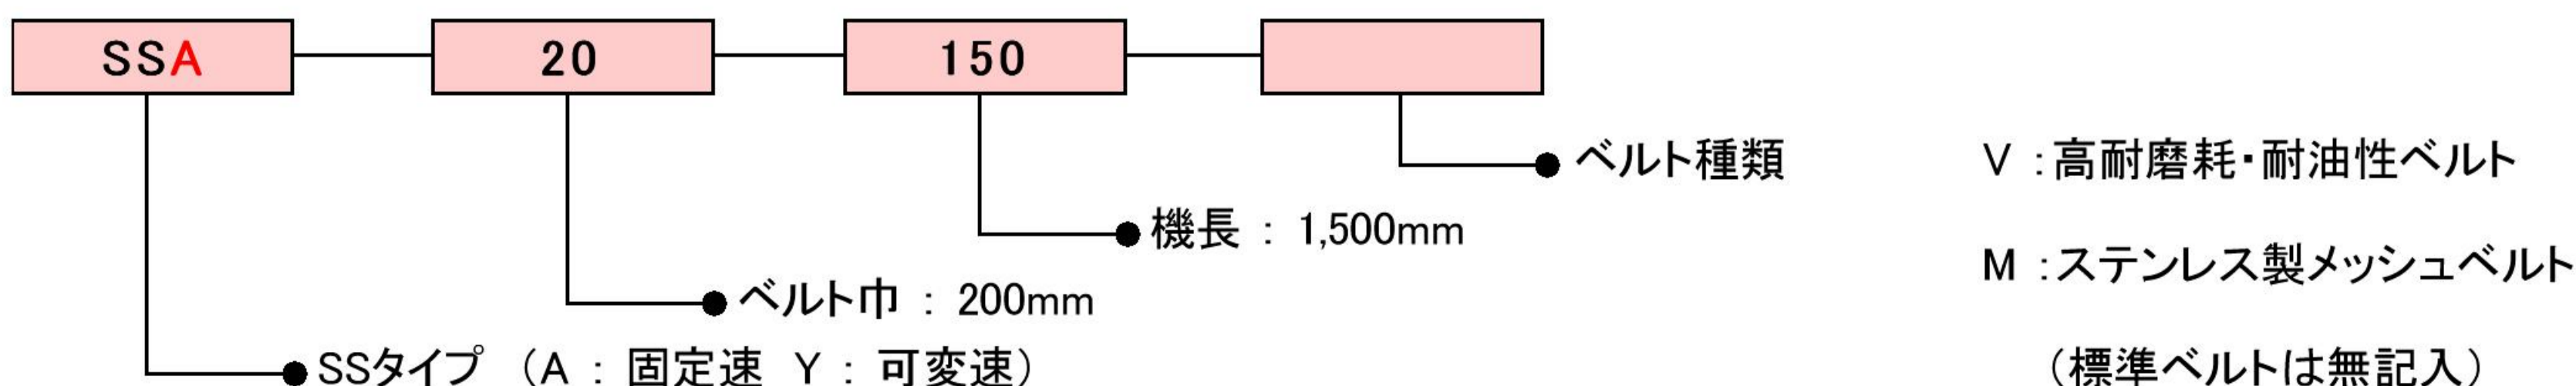 SSA 20 150
ベルト種類 V :高耐磨耗・耐油性ベルト
機長 : 1,500mm
M :ステンレス製メッシュベルト
ベルト巾 : 200mm
SSタイプ (A : 固定速 Y : 可変速)
(標準ベルトは無記入)